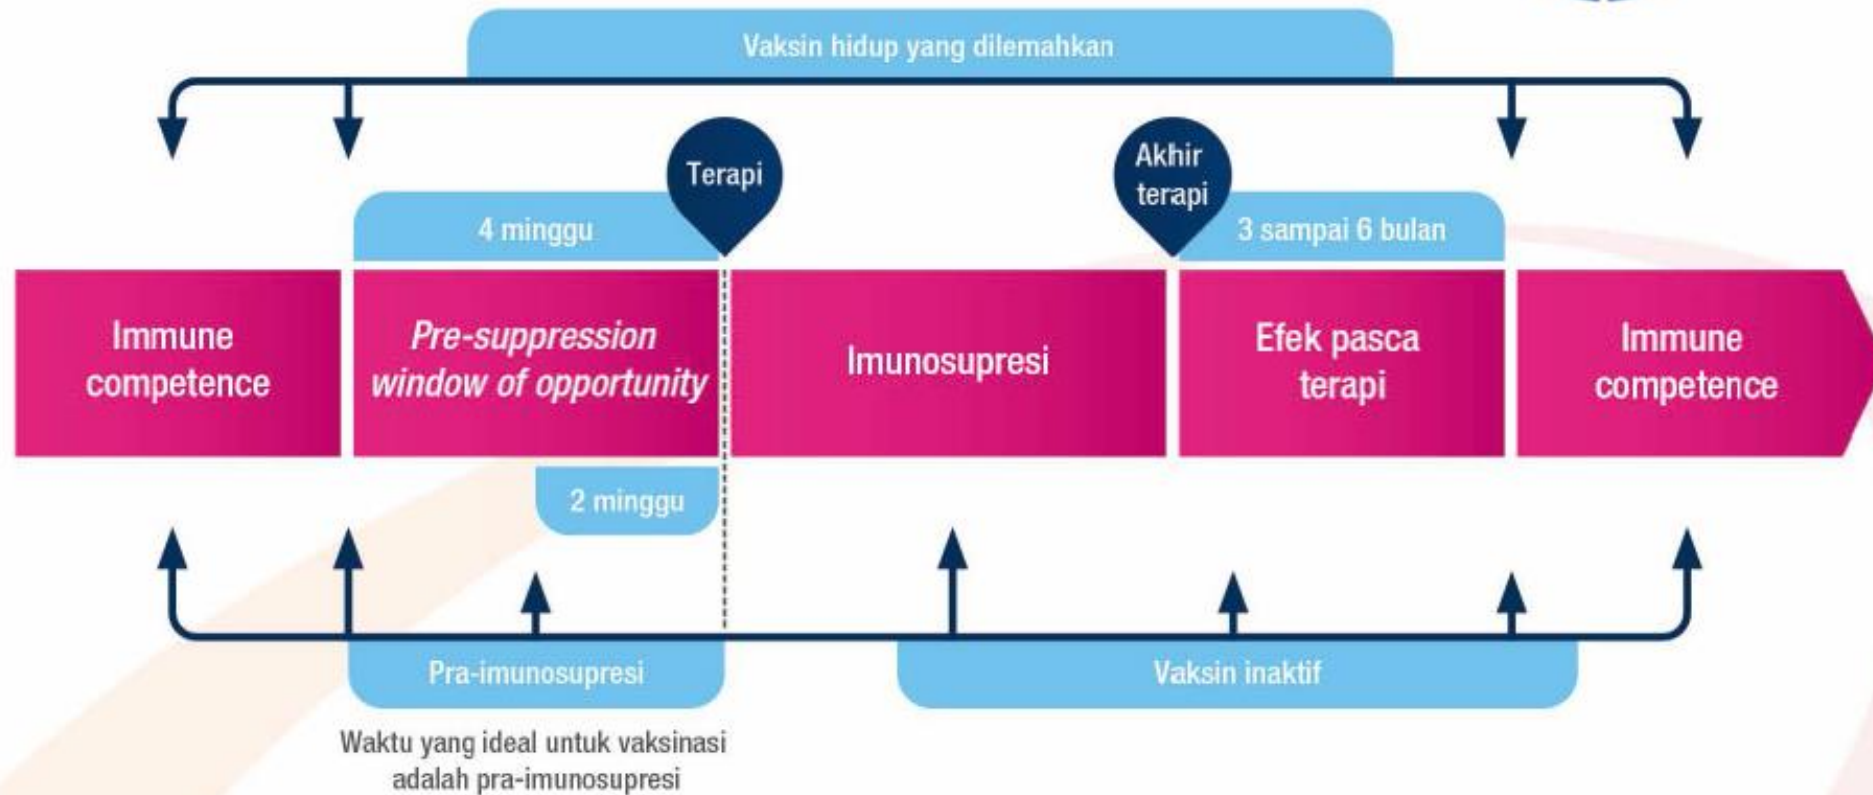 Vaksin hidup yang dilemahkan
Terapi
Akhir
terapi
4 minggu
3 sampai 6 bulan
Immune
competence
Pre-suppression
window of opportunity
Imunosupresi
Efek pasca
terapi
Immune
competence
2 minggu
Pra-imunosupresi
Vaksin inaktif
Waktu yang ideal untuk vaksinasi
adalah pra-imunosupresi